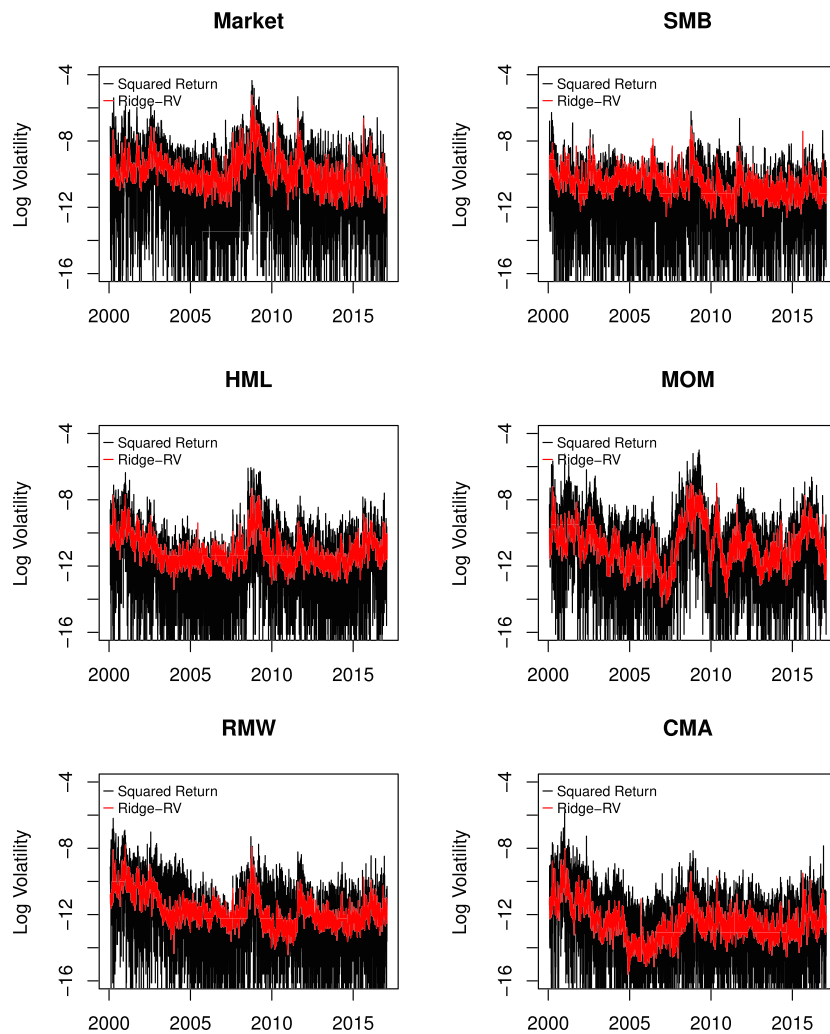 Market
SMB
Log Volatility
−4
−8
−12
−16
Squared Return
Ridge−RV
2000
2005
2010
2015
Log Volatility
−4
−8
−12
−16
Squared Return
Ridge−RV
2000
2005
2010
2015
HML
MOM
Log Volatility
−4
−8
−12
−16
Squared Return
Ridge−RV
2000
2005
2010
2015
Log Volatility
−4
−8
−12
−16
Squared Return
Ridge−RV
2000
2005
2010
2015
RMW
CMA
Log Volatility
−4
−8
−12
−16
Squared Return
Ridge−RV
2000
2005
2010
2015
Log Volatility
−4
−8
−12
−16
Squared Return
Ridge−RV
2000
2005
2010
2015